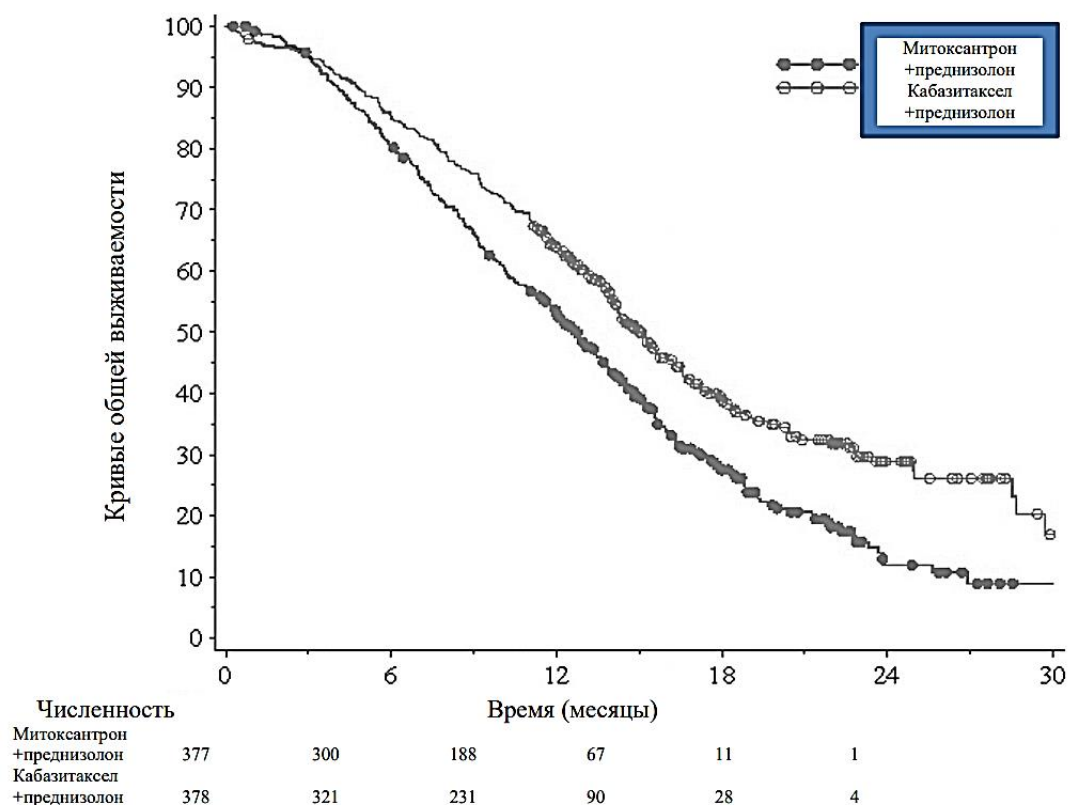 Митоксантрон
+преднизолон
Кабазитаксел
+преднизолон
Кривые общей выживаемости
100
90
80
70
60
50
40
30
20
10
0
0 6 12 18 24 30
Время (месяцы)
Численность
Митоксантрон
+преднизолон 377 300 188 67 11 1
Кабазитаксел
+преднизолон 378 321 231 90 28 4